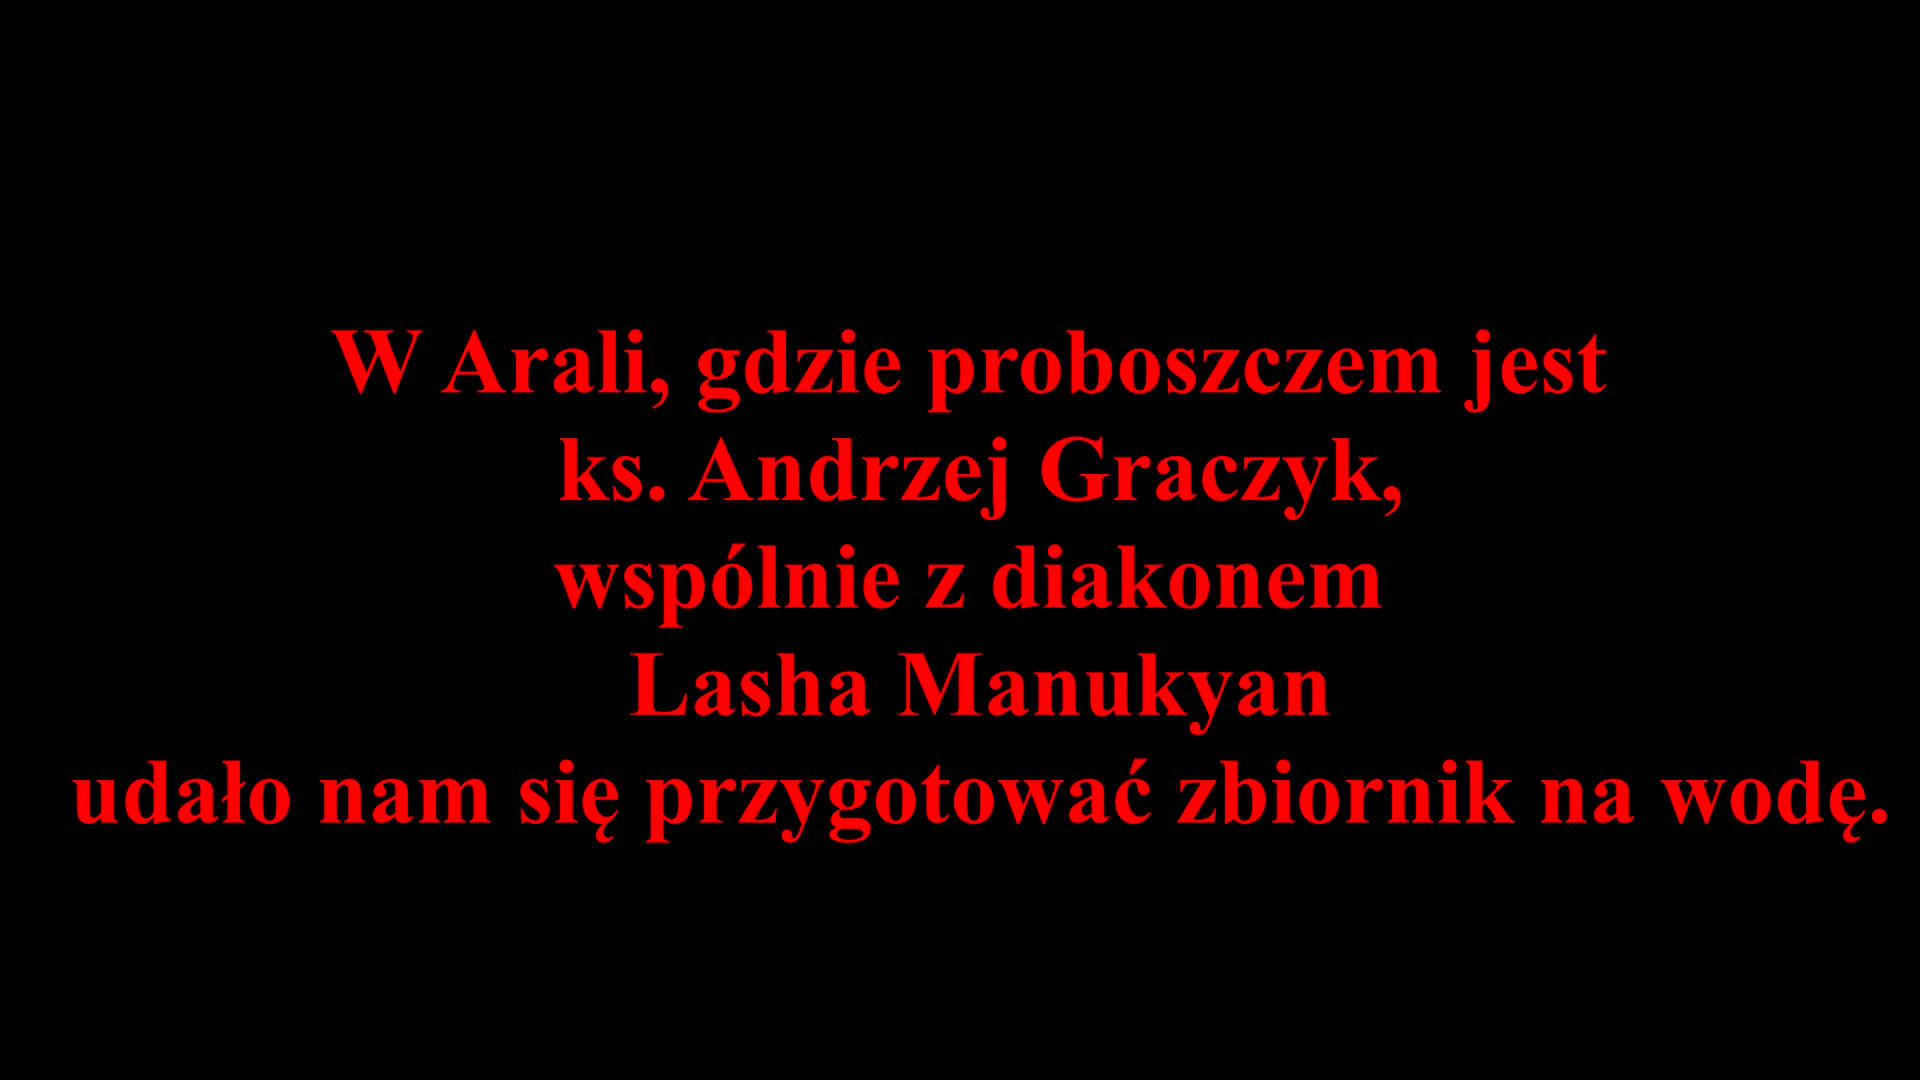 W Arali, gdzie proboszczem jest
ks. Andrzej Graczyk,
wspólnie z diakonem
Lasha Manukyan
udało nam się przygotować zbiornik na wodę.